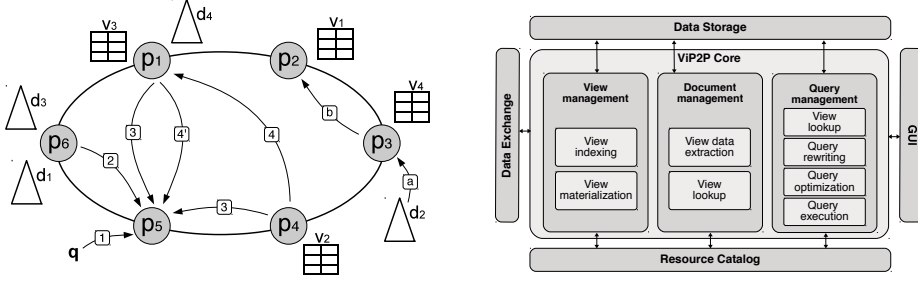 d4
v3
v1
p1
p2
d3
v4
b
3
4'
4
p6
p3
2
a
d1
3
p5
p4
d2
1
q
v2
Data Storage
ViP2P Core
Data Exchange
GUI
View
management
View
indexing
View
materialization
Document
management
View data
extraction
View
lookup
Query
management
View
lookup
Query
rewriting
Query
optimization
Query
execution
Resource Catalog